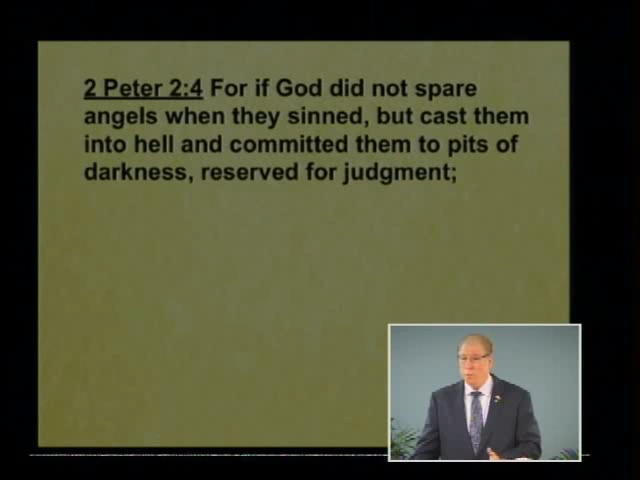 2 Peter 2:4 For if God did not spare
angels when they sinned, but cast them
into hell and committed them to pits of
darkness, reserved for judgment;